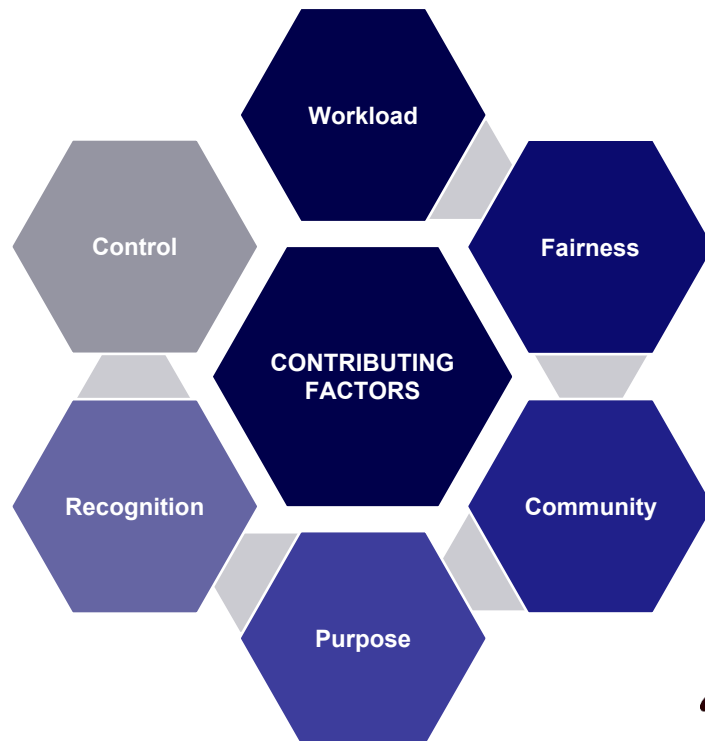 Workload
Fairness
Community
Purpose
Recognition
Control
CONTRIBUTING
FACTORS